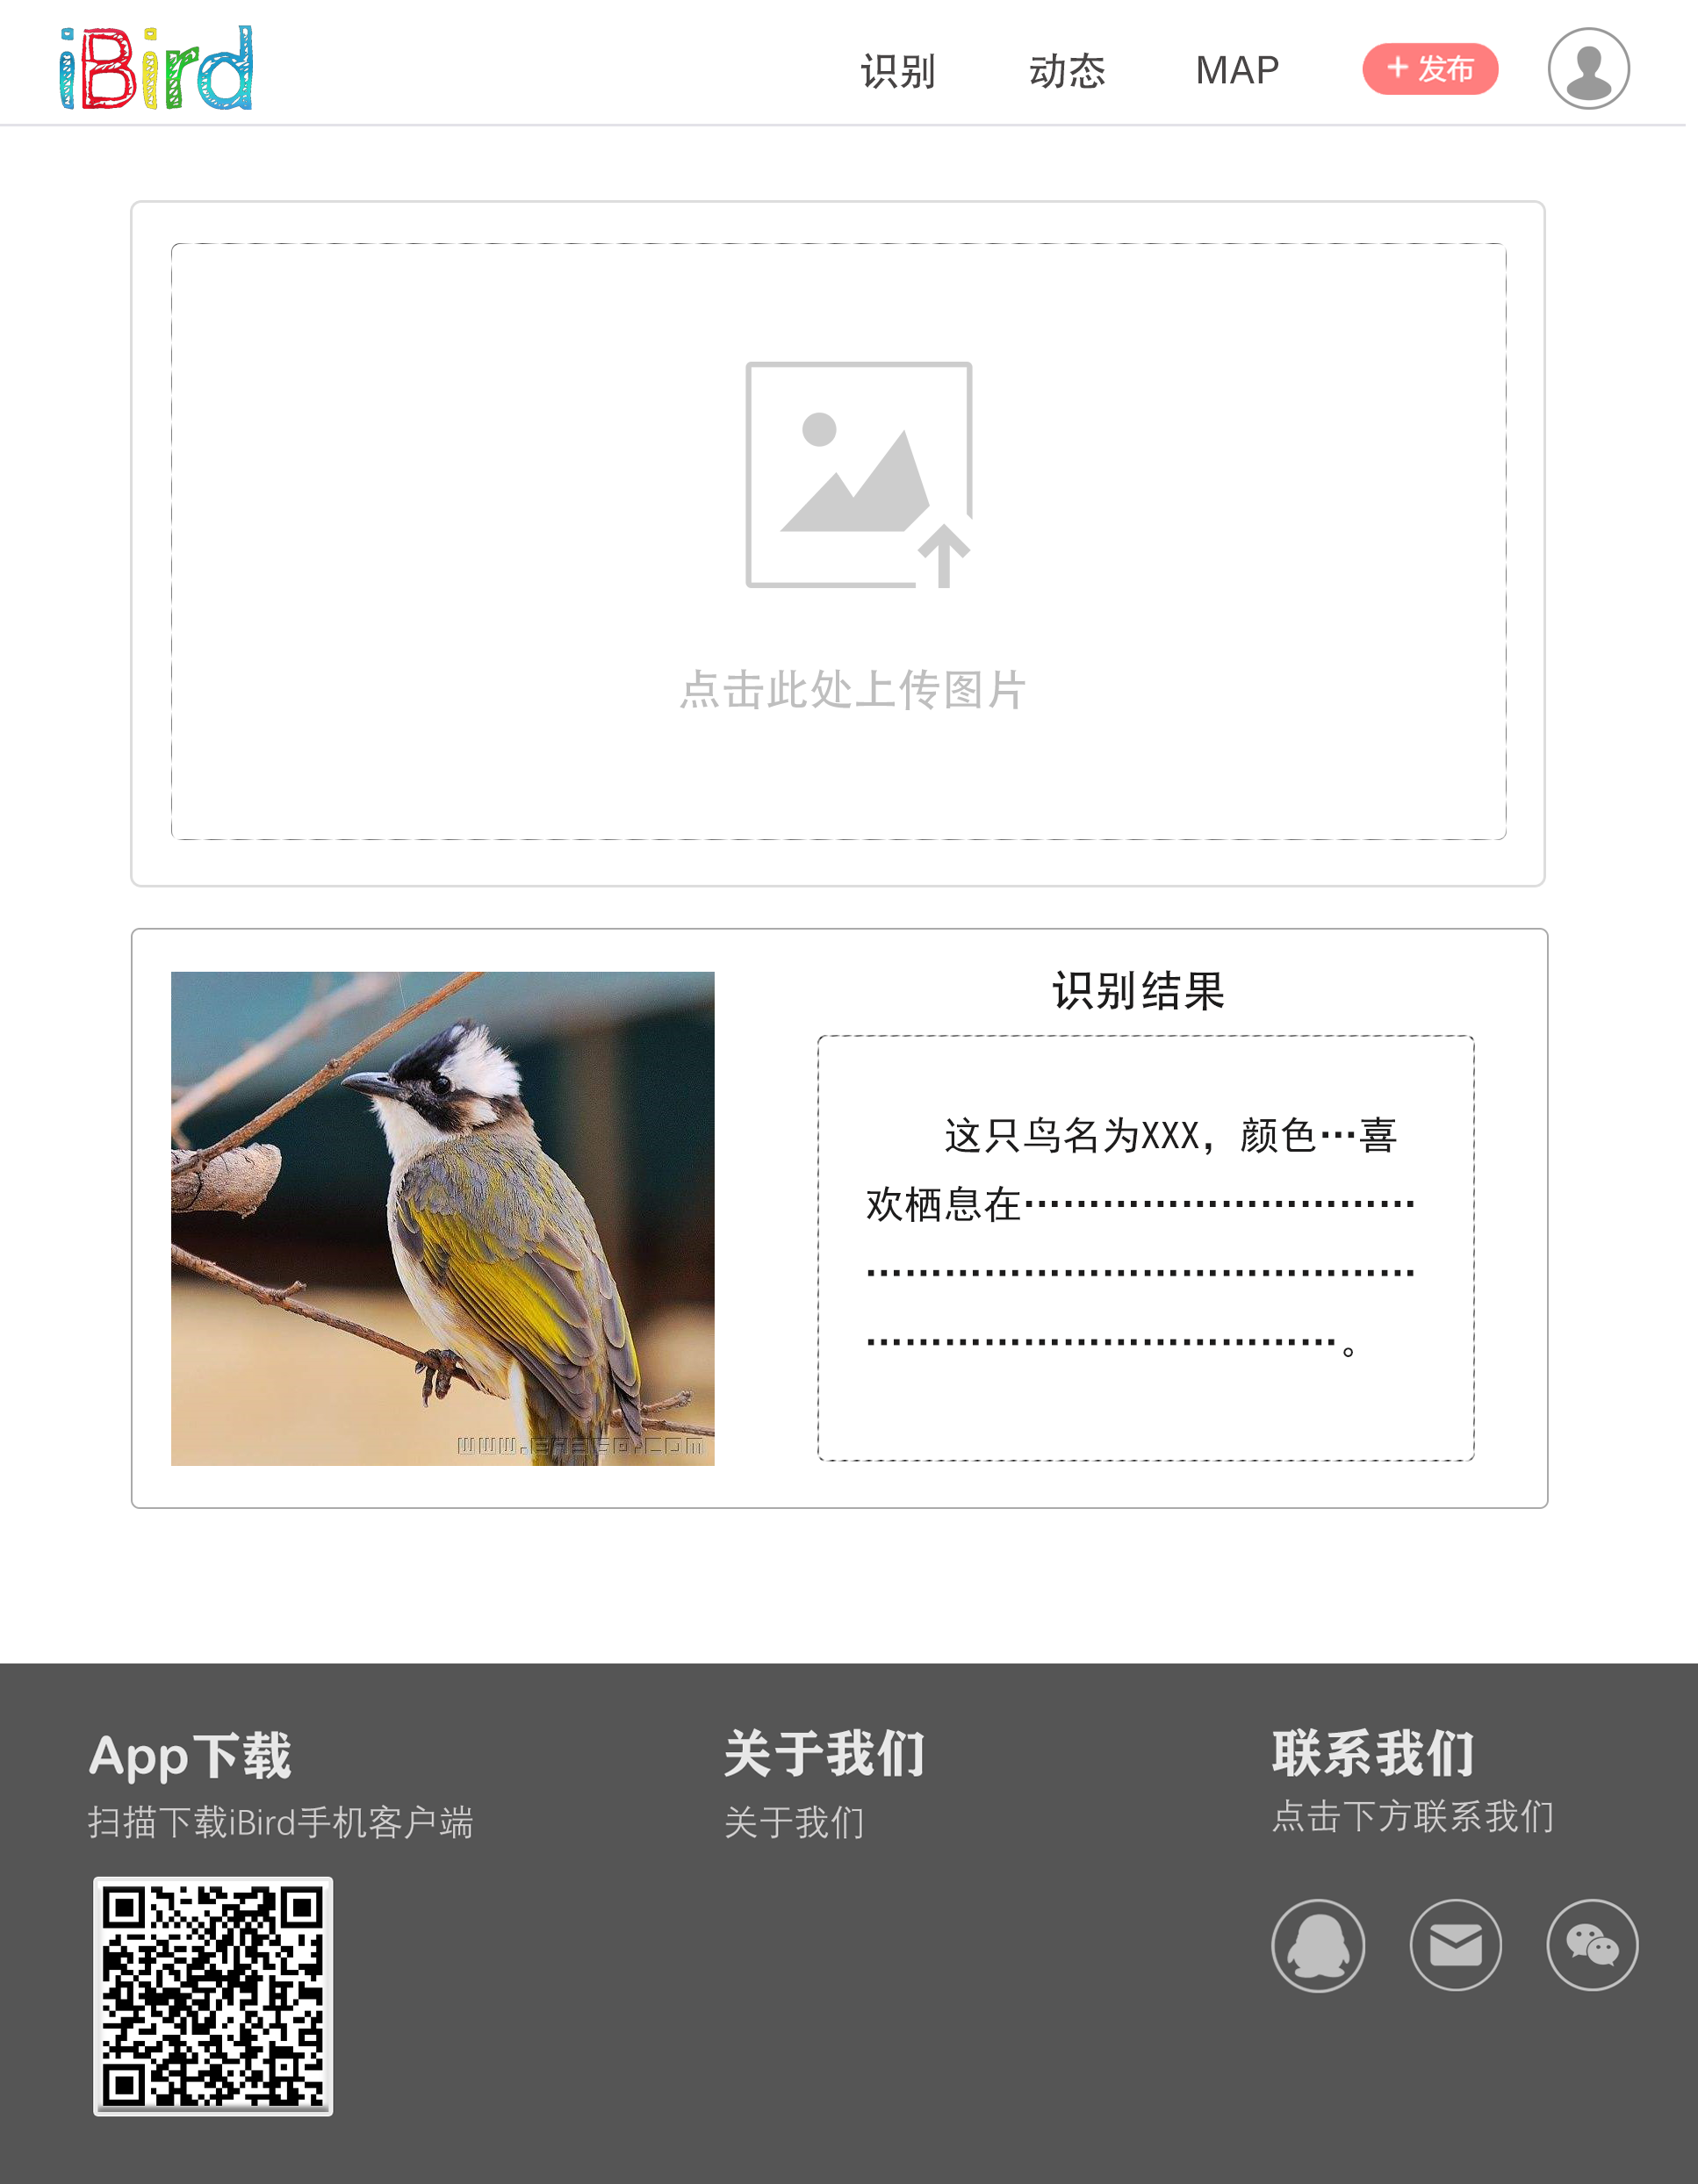 iBird
识别 动态 MAP + 发布
点击此处上传图片
识别结果
这只鸟名为XXX，颜色…喜
欢栖息在……………………………
………………………………………
…………………………………。
App下载
扫描下载iBird手机客户端
关于我们
关于我们
联系我们
点击下方联系我们